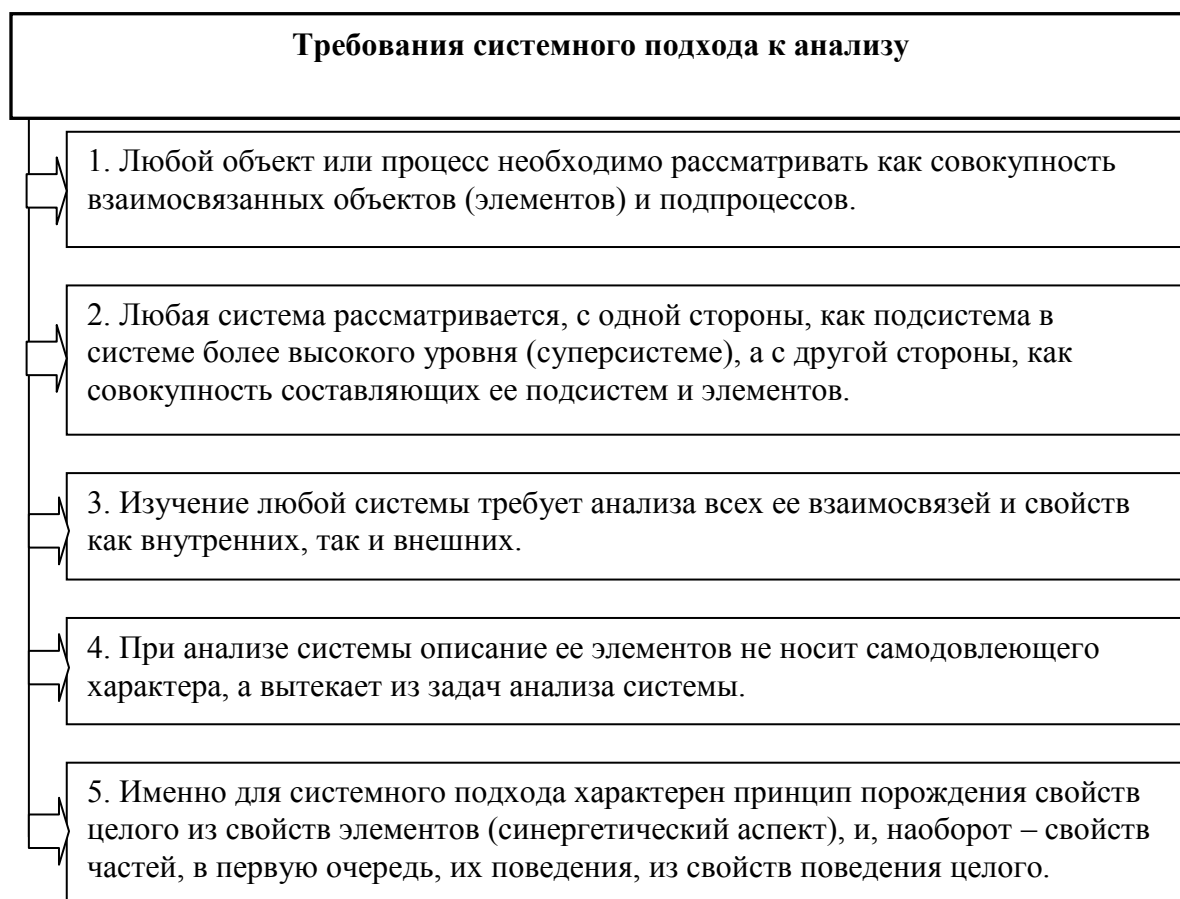 Требования системного подхода к анализу
1. Любой объект или процесс необходимо рассматривать как совокупность
взаимосвязанных объектов (элементов) и подпроцессов.
2. Любая система рассматривается, с одной стороны, как подсистема в
системе более высокого уровня (суперсистеме), а с другой стороны, как
совокупность составляющих ее подсистем и элементов.
3. Изучение любой системы требует анализа всех ее взаимосвязей и свойств
как внутренних, так и внешних.
4. При анализе системы описание ее элементов не носит самодовлеющего
характера, а вытекает из задач анализа системы.
5. Именно для системного подхода характерен принцип порождения свойств
целого из свойств элементов (синергетический аспект), и, наоборот – свойств
частей, в первую очередь, их поведения, из свойств поведения целого.